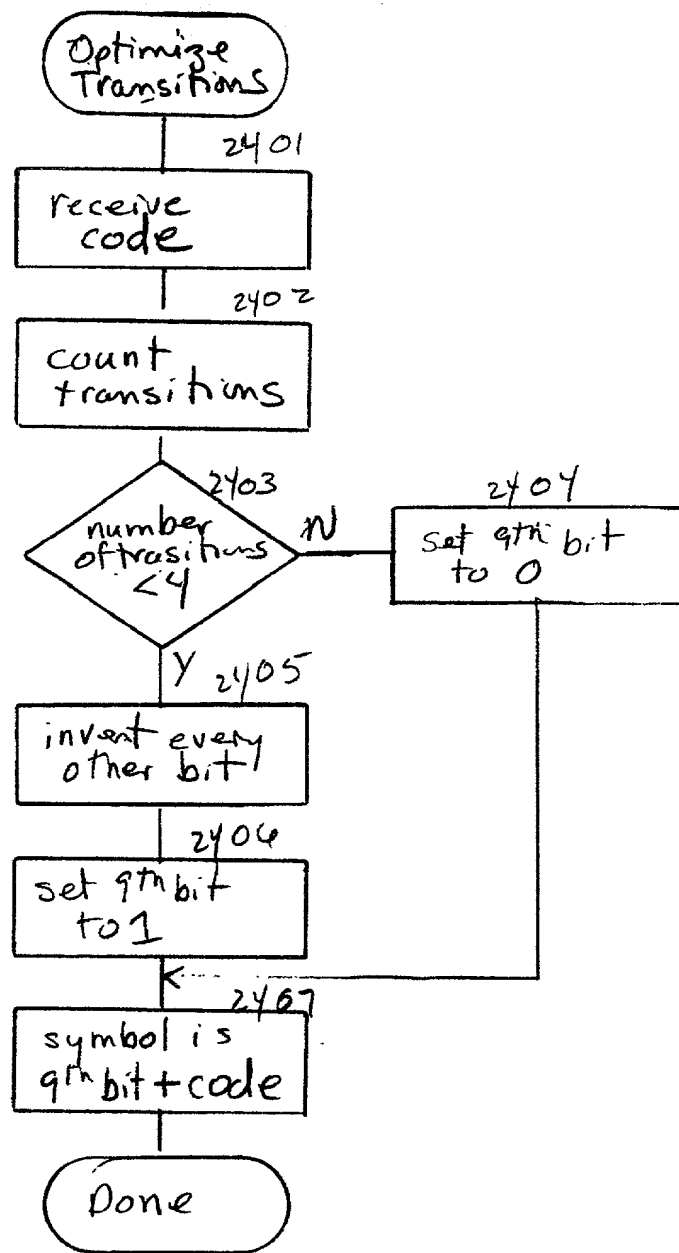 Optimize
Transitions
2401
receive
code
2402
count
transitions
2403
number
of trasitions
<4
N
2404
set 9th bit
to 0
Y
2405
invert every
other bit
2406
set 9th bit
to 1
2407
symbol is
9th bit + code
Done